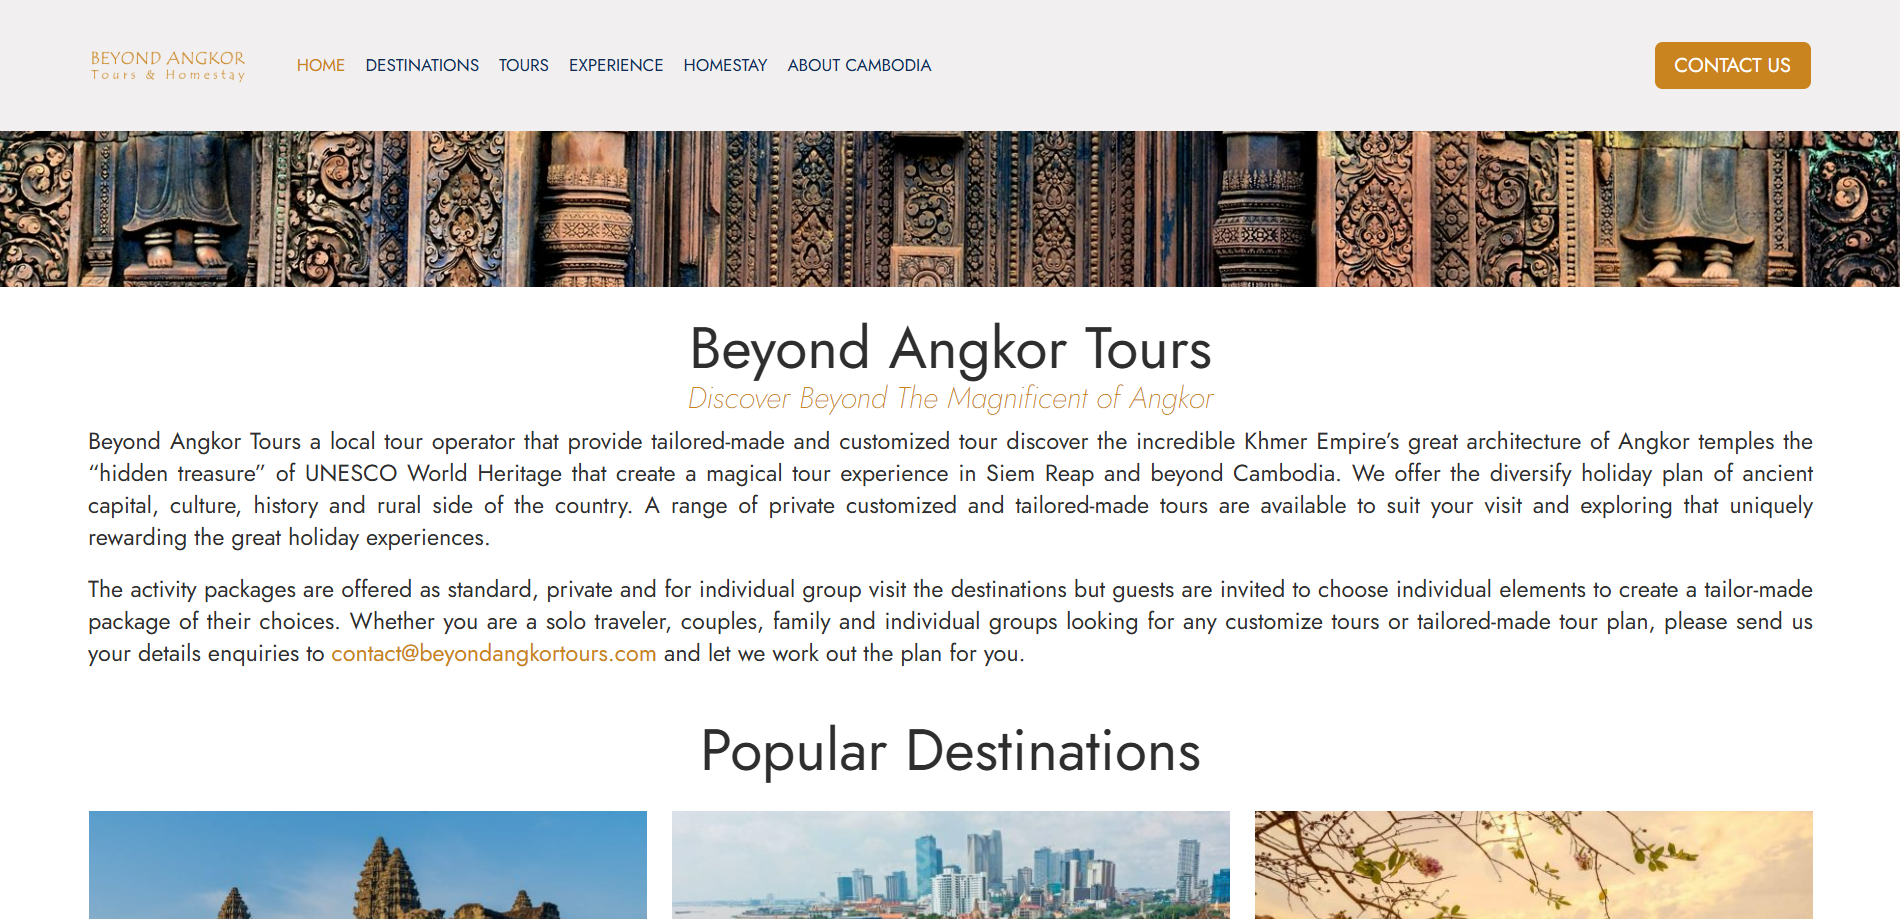 BEYOND ANGKOR
Tours & Homestay
HOME DESTINATIONS TOURS EXPERIENCE HOMESTAY ABOUT CAMBODIA
CONTACT US
Beyond Angkor Tours
Discover Beyond The Magnificent of Angkor
Beyond Angkor Tours a local tour operator that provide tailored-made and customized tour discover the incredible Khmer Empire’s great architecture of Angkor temples the
“hidden treasure” of UNESCO World Heritage that create a magical tour experience in Siem Reap and beyond Cambodia. We offer the diversify holiday plan of ancient
capital, culture, history and rural side of the country. A range of private customized and tailored-made tours are available to suit your visit and exploring that uniquely
rewarding the great holiday experiences.
The activity packages are offered as standard, private and for individual group visit the destinations but guests are invited to choose individual elements to create a tailor-made
package of their choices. Whether you are a solo traveler, couples, family and individual groups looking for any customize tours or tailored-made tour plan, please send us
your details enquiries to contact@beyondangkortours.com and let we work out the plan for you.
Popular Destinations